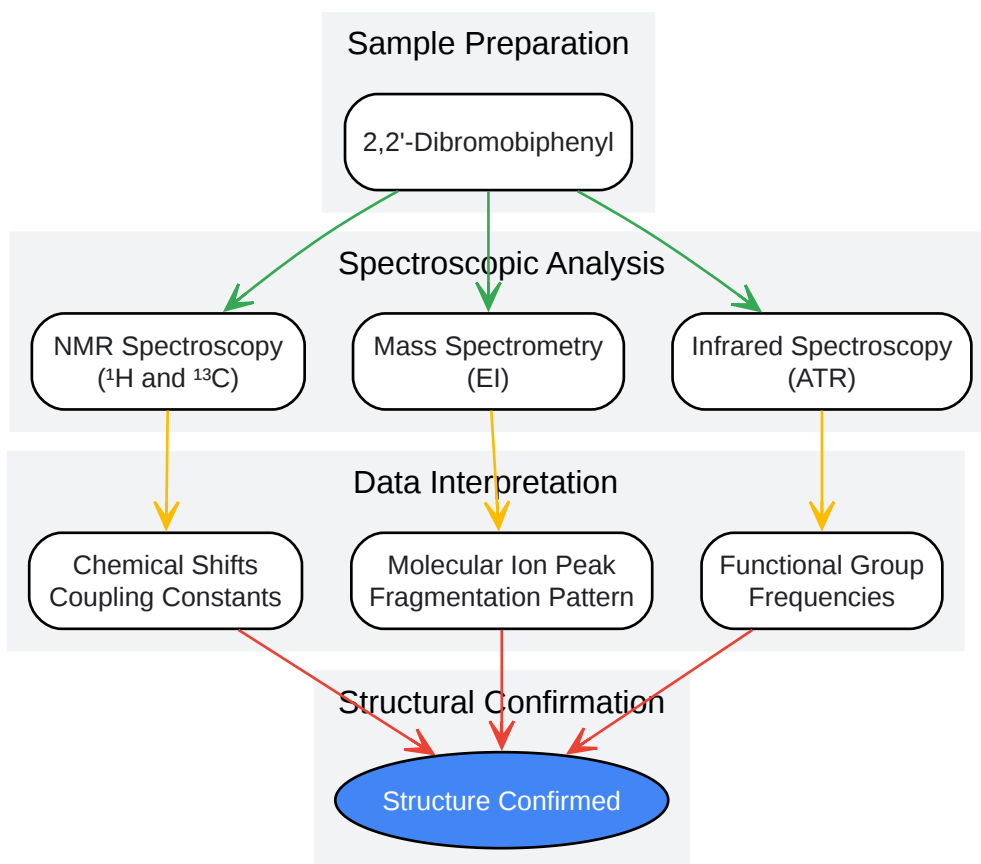 Sample Preparation
2,2'-Dibromobiphenyl
Spectroscopic Analysis
NMR Spectroscopy
(¹H and ¹³C)
Mass Spectrometry
(EI)
Infrared Spectroscopy
(ATR)
Data Interpretation
Chemical Shifts
Coupling Constants
Molecular Ion Peak
Fragmentation Pattern
Functional Group
Frequencies
Structural Confirmation
Structure Confirmed